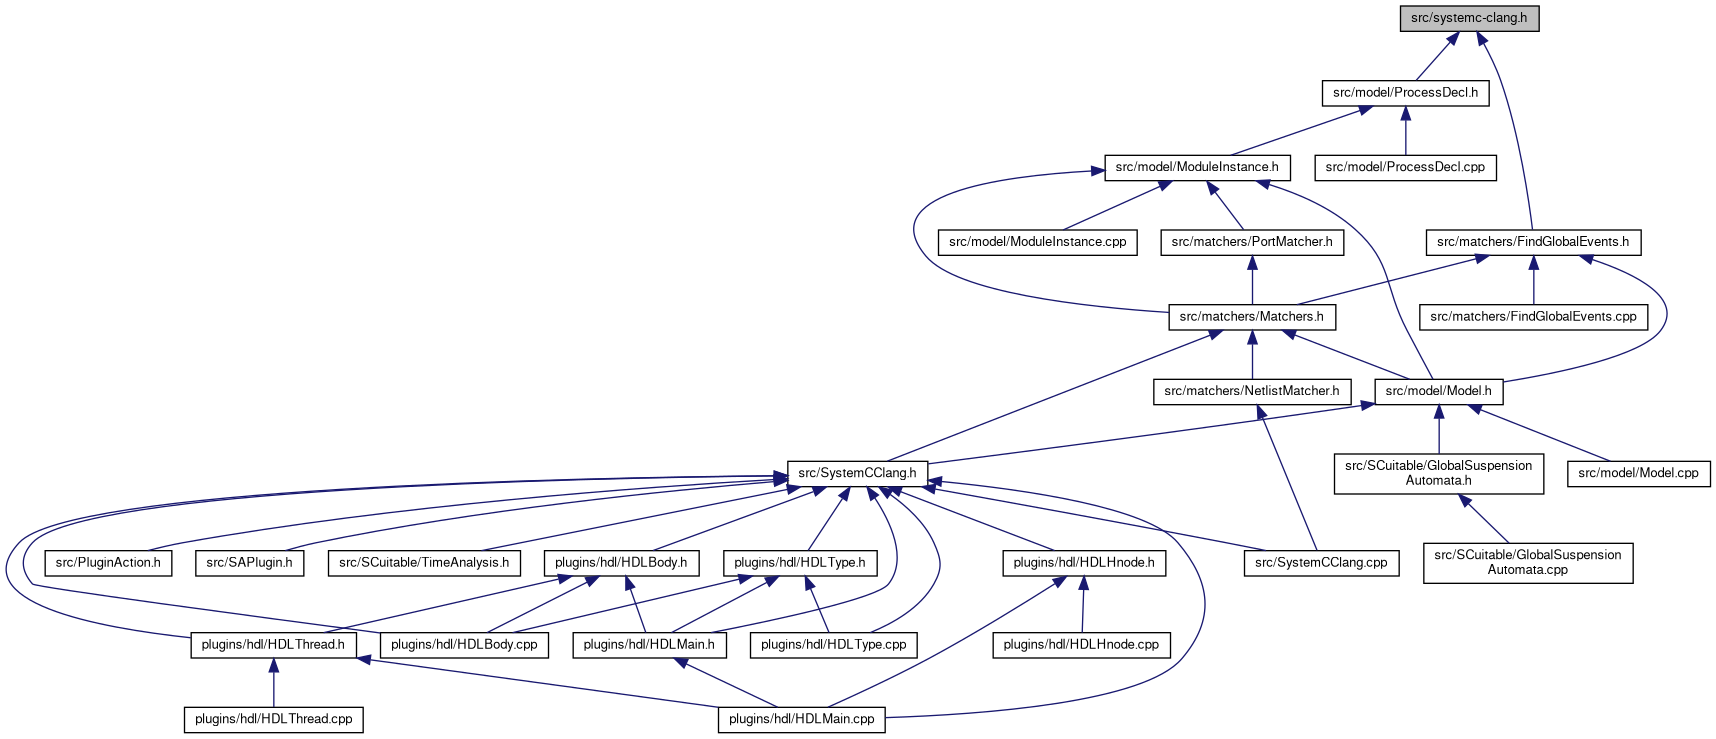 src/systemc-clang.h
src/model/ProcessDecl.h
src/model/ModuleInstance.h
src/model/ProcessDecl.cpp
src/model/ModuleInstance.cpp
src/matchers/PortMatcher.h
src/matchers/FindGlobalEvents.h
src/matchers/Matchers.h
src/matchers/FindGlobalEvents.cpp
src/matchers/NetlistMatcher.h
src/model/Model.h
src/SystemCClang.h
src/SCuitable/GlobalSuspension
Automata.h
src/model/Model.cpp
src/PluginAction.h
src/SAPlugin.h
src/SCuitable/TimeAnalysis.h
plugins/hdl/HDLBody.h
plugins/hdl/HDLType.h
plugins/hdl/HDLHnode.h
src/SystemCClang.cpp
src/SCuitable/GlobalSuspension
Automata.cpp
plugins/hdl/HDLThread.h
plugins/hdl/HDLBody.cpp
plugins/hdl/HDLMain.h
plugins/hdl/HDLType.cpp
plugins/hdl/HDLHnode.cpp
plugins/hdl/HDLThread.cpp
plugins/hdl/HDLMain.cpp